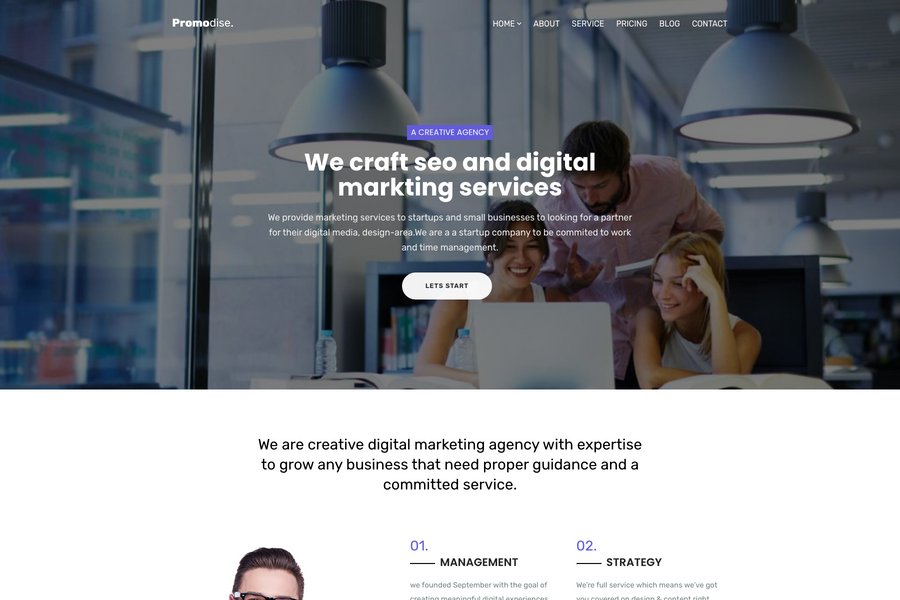 Promodise.
HOME ABOUT SERVICE PRICING BLOG CONTACT
A CREATIVE AGENCY
We craft seo and digital
markting services
We provide marketing services to startups and small businesses to looking for a partner
for their digital media, design-area.We are a a startup company to be commited to work
and time management.
LETS START
We are creative digital marketing agency with expertise
to grow any business that need proper guidance and a
committed service.
01.
MANAGEMENT
we founded September with the goal of
creating meaningful digital experiences
02.
STRATEGY
We're full service which means we've got
you covered on design & content right